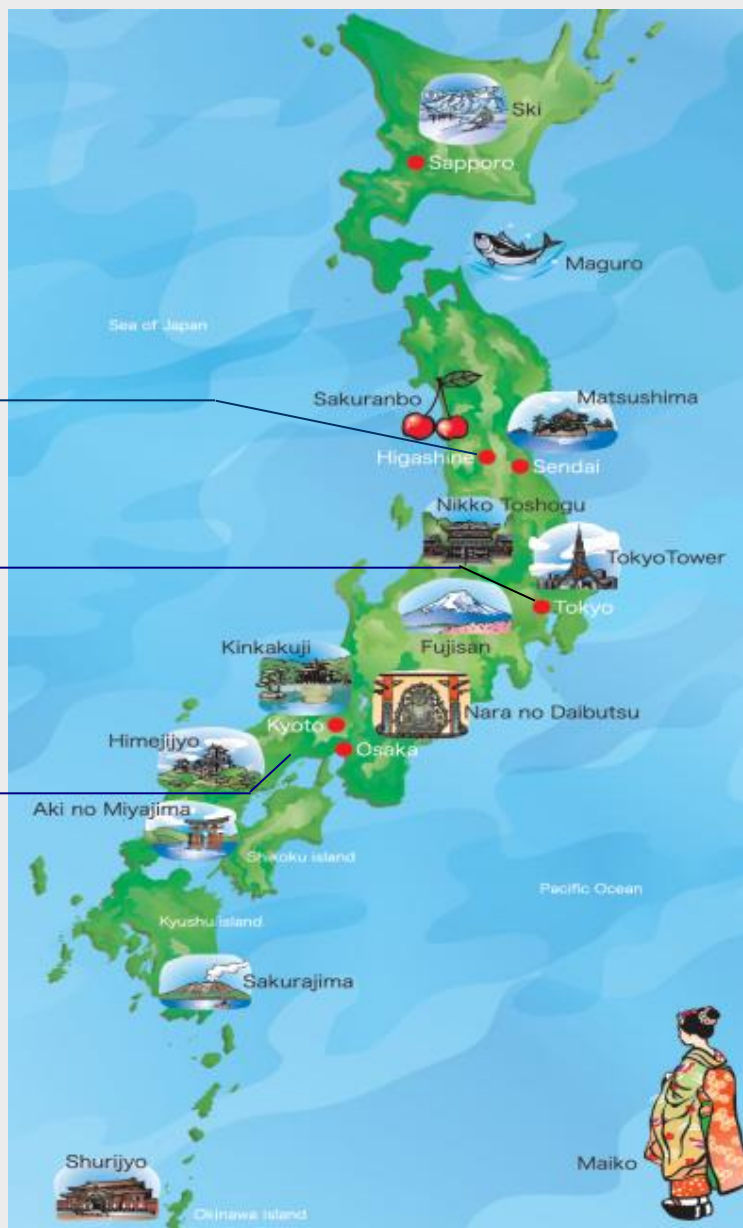 Ski
Sapporo
Maguro
Sea of Japan
Sakuranbo
Matsushima
Higashine
Sendai
Nikko Toshogu
TokyoTower
Tokyo
Kinkakuji
Fujisan
Nara no Daibutsu
Kyoto
Himejijyo
Osaka
Aki no Miyajima
Shikoku island
Pacific Ocean
Kyushu island
Sakurajima
Shurijyo
Maiko
Okinawa Island